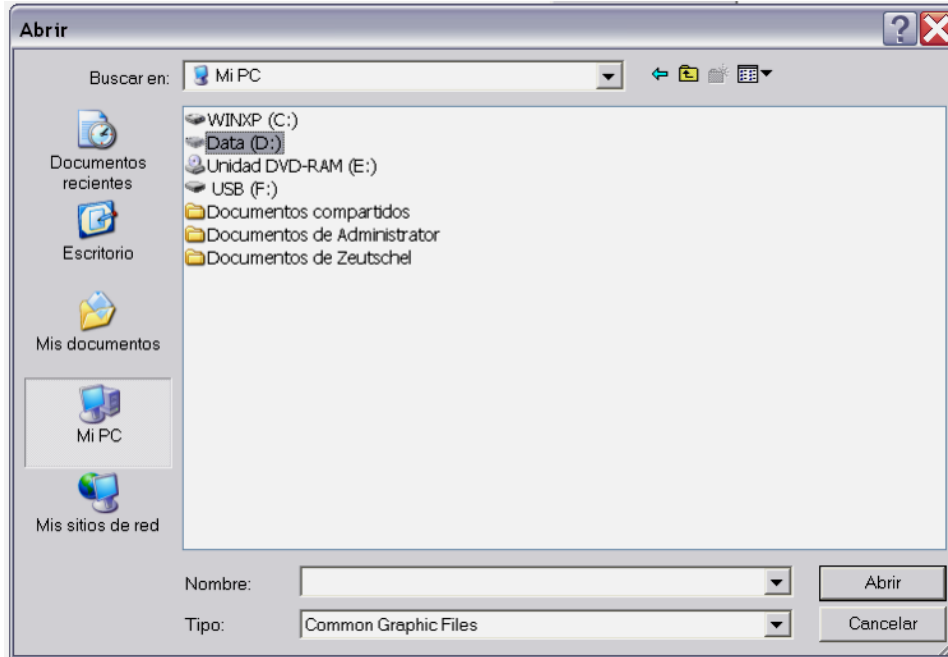 Abrir
Buscar en:
Mi PC
Documentos
recientes
Escritorio
Mis documentos
Mi PC
Mis sitios de red
WINXP (C:)
Data (D:)
Unidad DVD-RAM (E:)
USB (F:)
Documentos compartidos
Documentos de Administrator
Documentos de Zeutschel
Nombre:
Abrir
Tipo:
Common Graphic Files
Cancelar